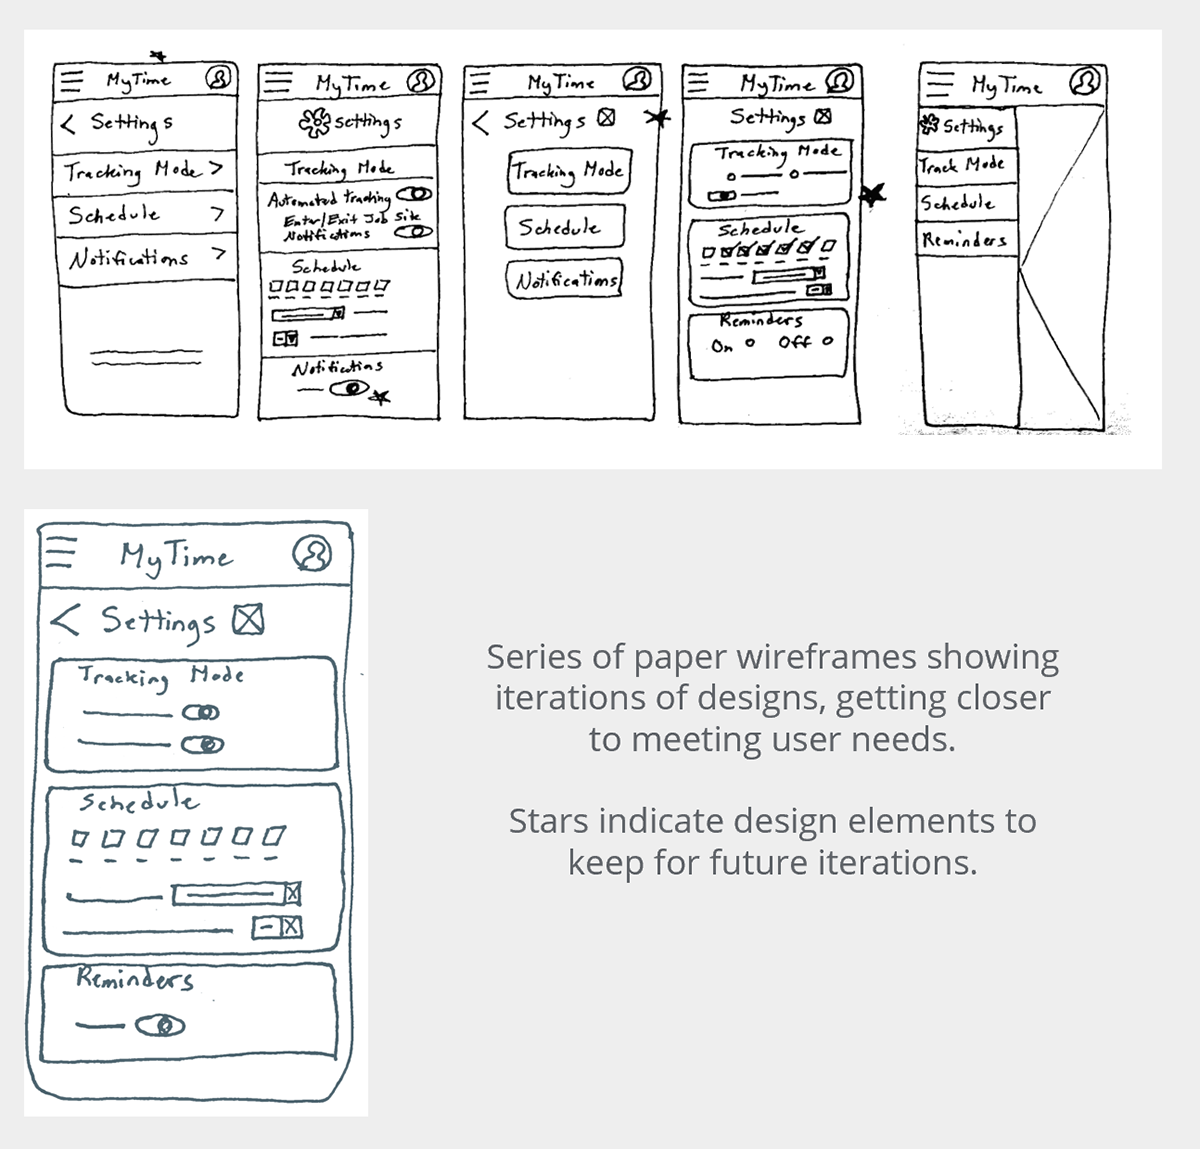 MyTime
< Settings
Tracking Mode >
Schedule >
Notifications >
MyTime
Settings
Tracking Mode
Automated tracking
Enter/Exit Job Site
Notifications
Schedule
Notifications
MyTime
< Settings
Tracking Mode
Schedule
Notifications
MyTime
Settings
Tracking Mode
Schedule
Reminders
On Off
MyTime
Settings
Track Mode
Schedule
Reminders
MyTime
< Settings
Tracking Mode
Schedule
Reminders
Series of paper wireframes showing
iterations of designs, getting closer
to meeting user needs.
Stars indicate design elements to
keep for future iterations.